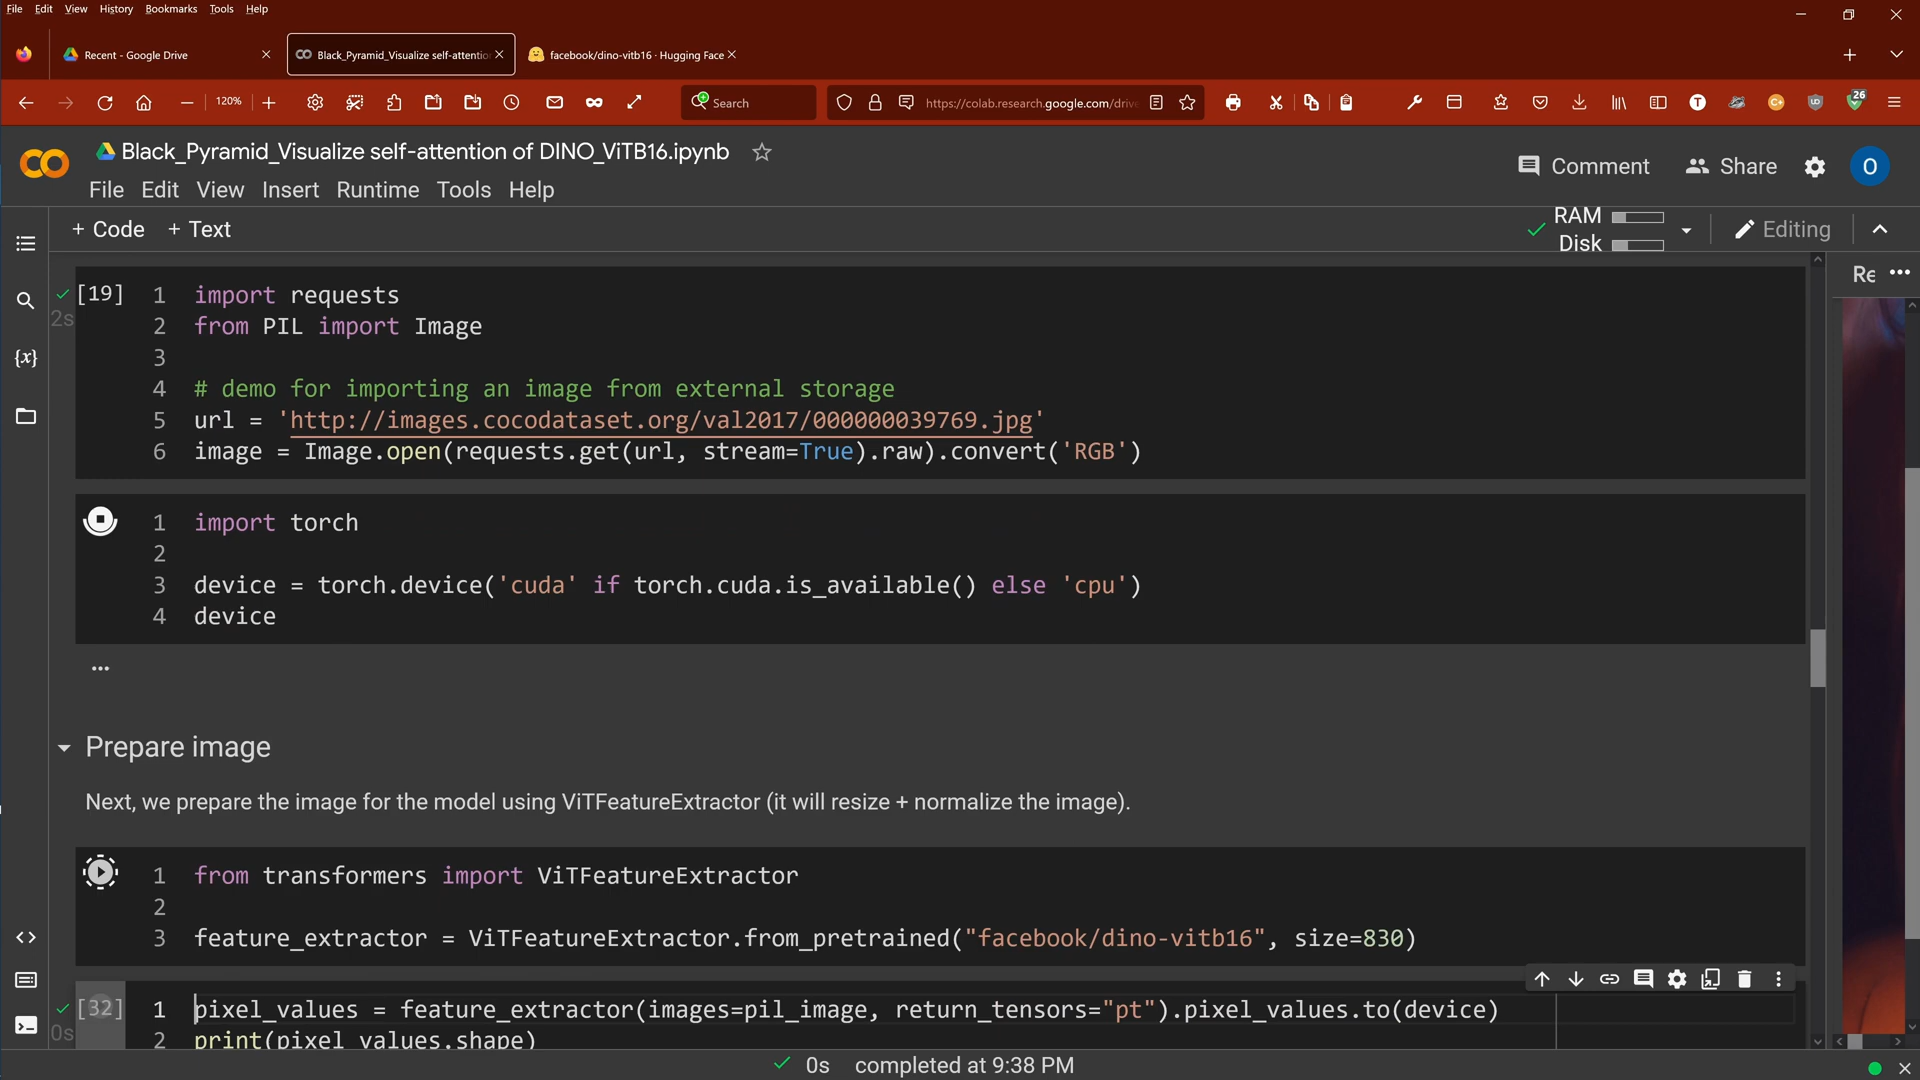 File Edit View History Bookmarks Tools Help
Recent - Google Drive
Black_Pyramid_Visualize self-attentio
facebook/dino-vitb16 · Hugging Face
120%
Search
https://colab.research.google.com/drive
26
Black_Pyramid_Visualize self-attention of DINO_ViTB16.ipynb
File Edit View Insert Runtime Tools Help
Comment
Share
O
+ Code + Text
RAM
Disk
Editing
Re
[19]
2s
1 import requests
2 from PIL import Image
3
4 # demo for importing an image from external storage
5 url = 'http://images.cocodataset.org/val2017/000000039769.jpg'
6 image = Image.open(requests.get(url, stream=True).raw).convert('RGB')
1 import torch
2
3 device = torch.device('cuda' if torch.cuda.is_available() else 'cpu')
4 device
...
Prepare image
Next, we prepare the image for the model using ViTFeatureExtractor (it will resize + normalize the image).
1 from transformers import ViTFeatureExtractor
2
3 feature_extractor = ViTFeatureExtractor.from_pretrained("facebook/dino-vitb16", size=830)
[32]
0s
1 pixel_values = feature_extractor(images=pil_image, return_tensors="pt").pixel_values.to(device)
2 print(pixel_values.shape)
0s completed at 9:38 PM